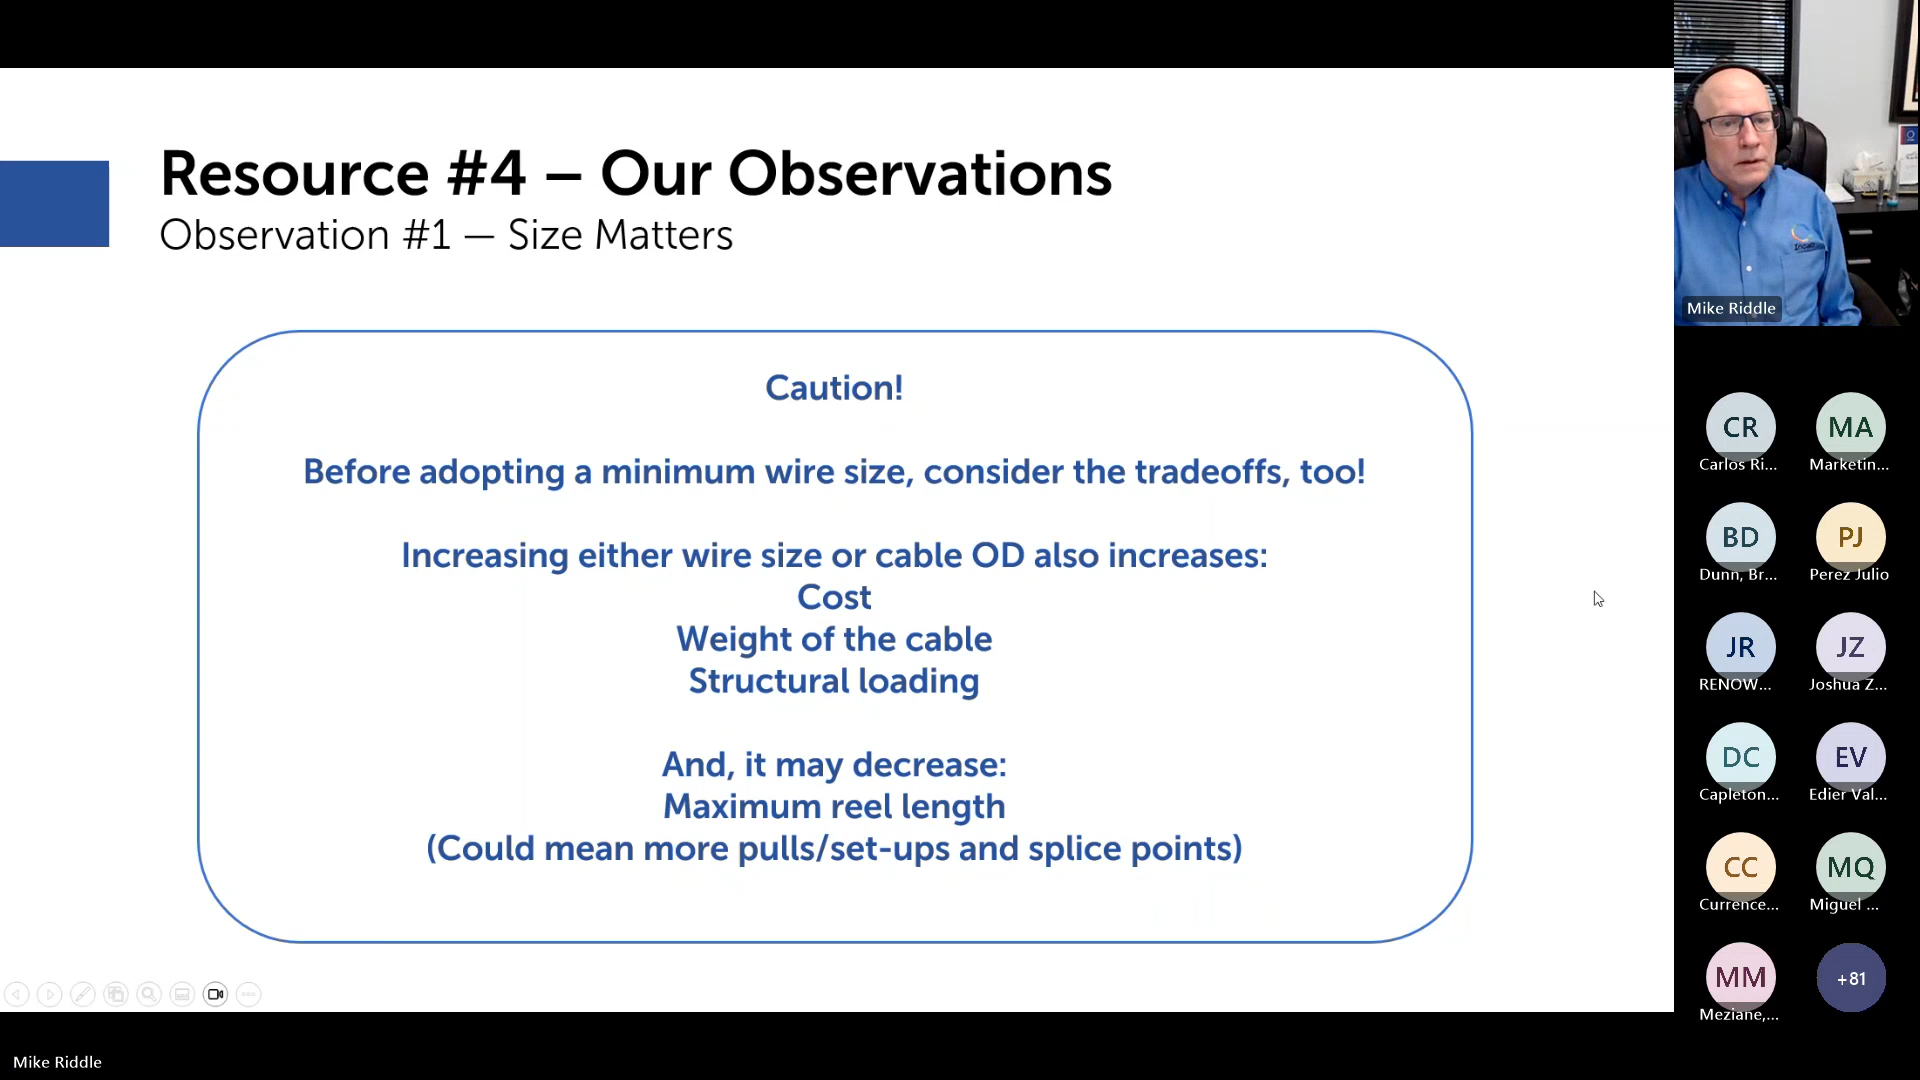 Resource #4 – Our Observations
Observation #1 — Size Matters
Caution!
Before adopting a minimum wire size, consider the tradeoffs, too!
Increasing either wire size or cable OD also increases:
Cost
Weight of the cable
Structural loading
And, it may decrease:
Maximum reel length
(Could mean more pulls/set-ups and splice points)
Mike Riddle
CR
Carlos Ri...
MA
Marketin...
BD
Dunn, Br...
PJ
Perez Julio
JR
RENOW...
JZ
Joshua Z...
DC
Capleton...
EV
Edier Val...
CC
Currence...
MQ
Miguel ...
MM
Meziane,...
+81
Mike Riddle